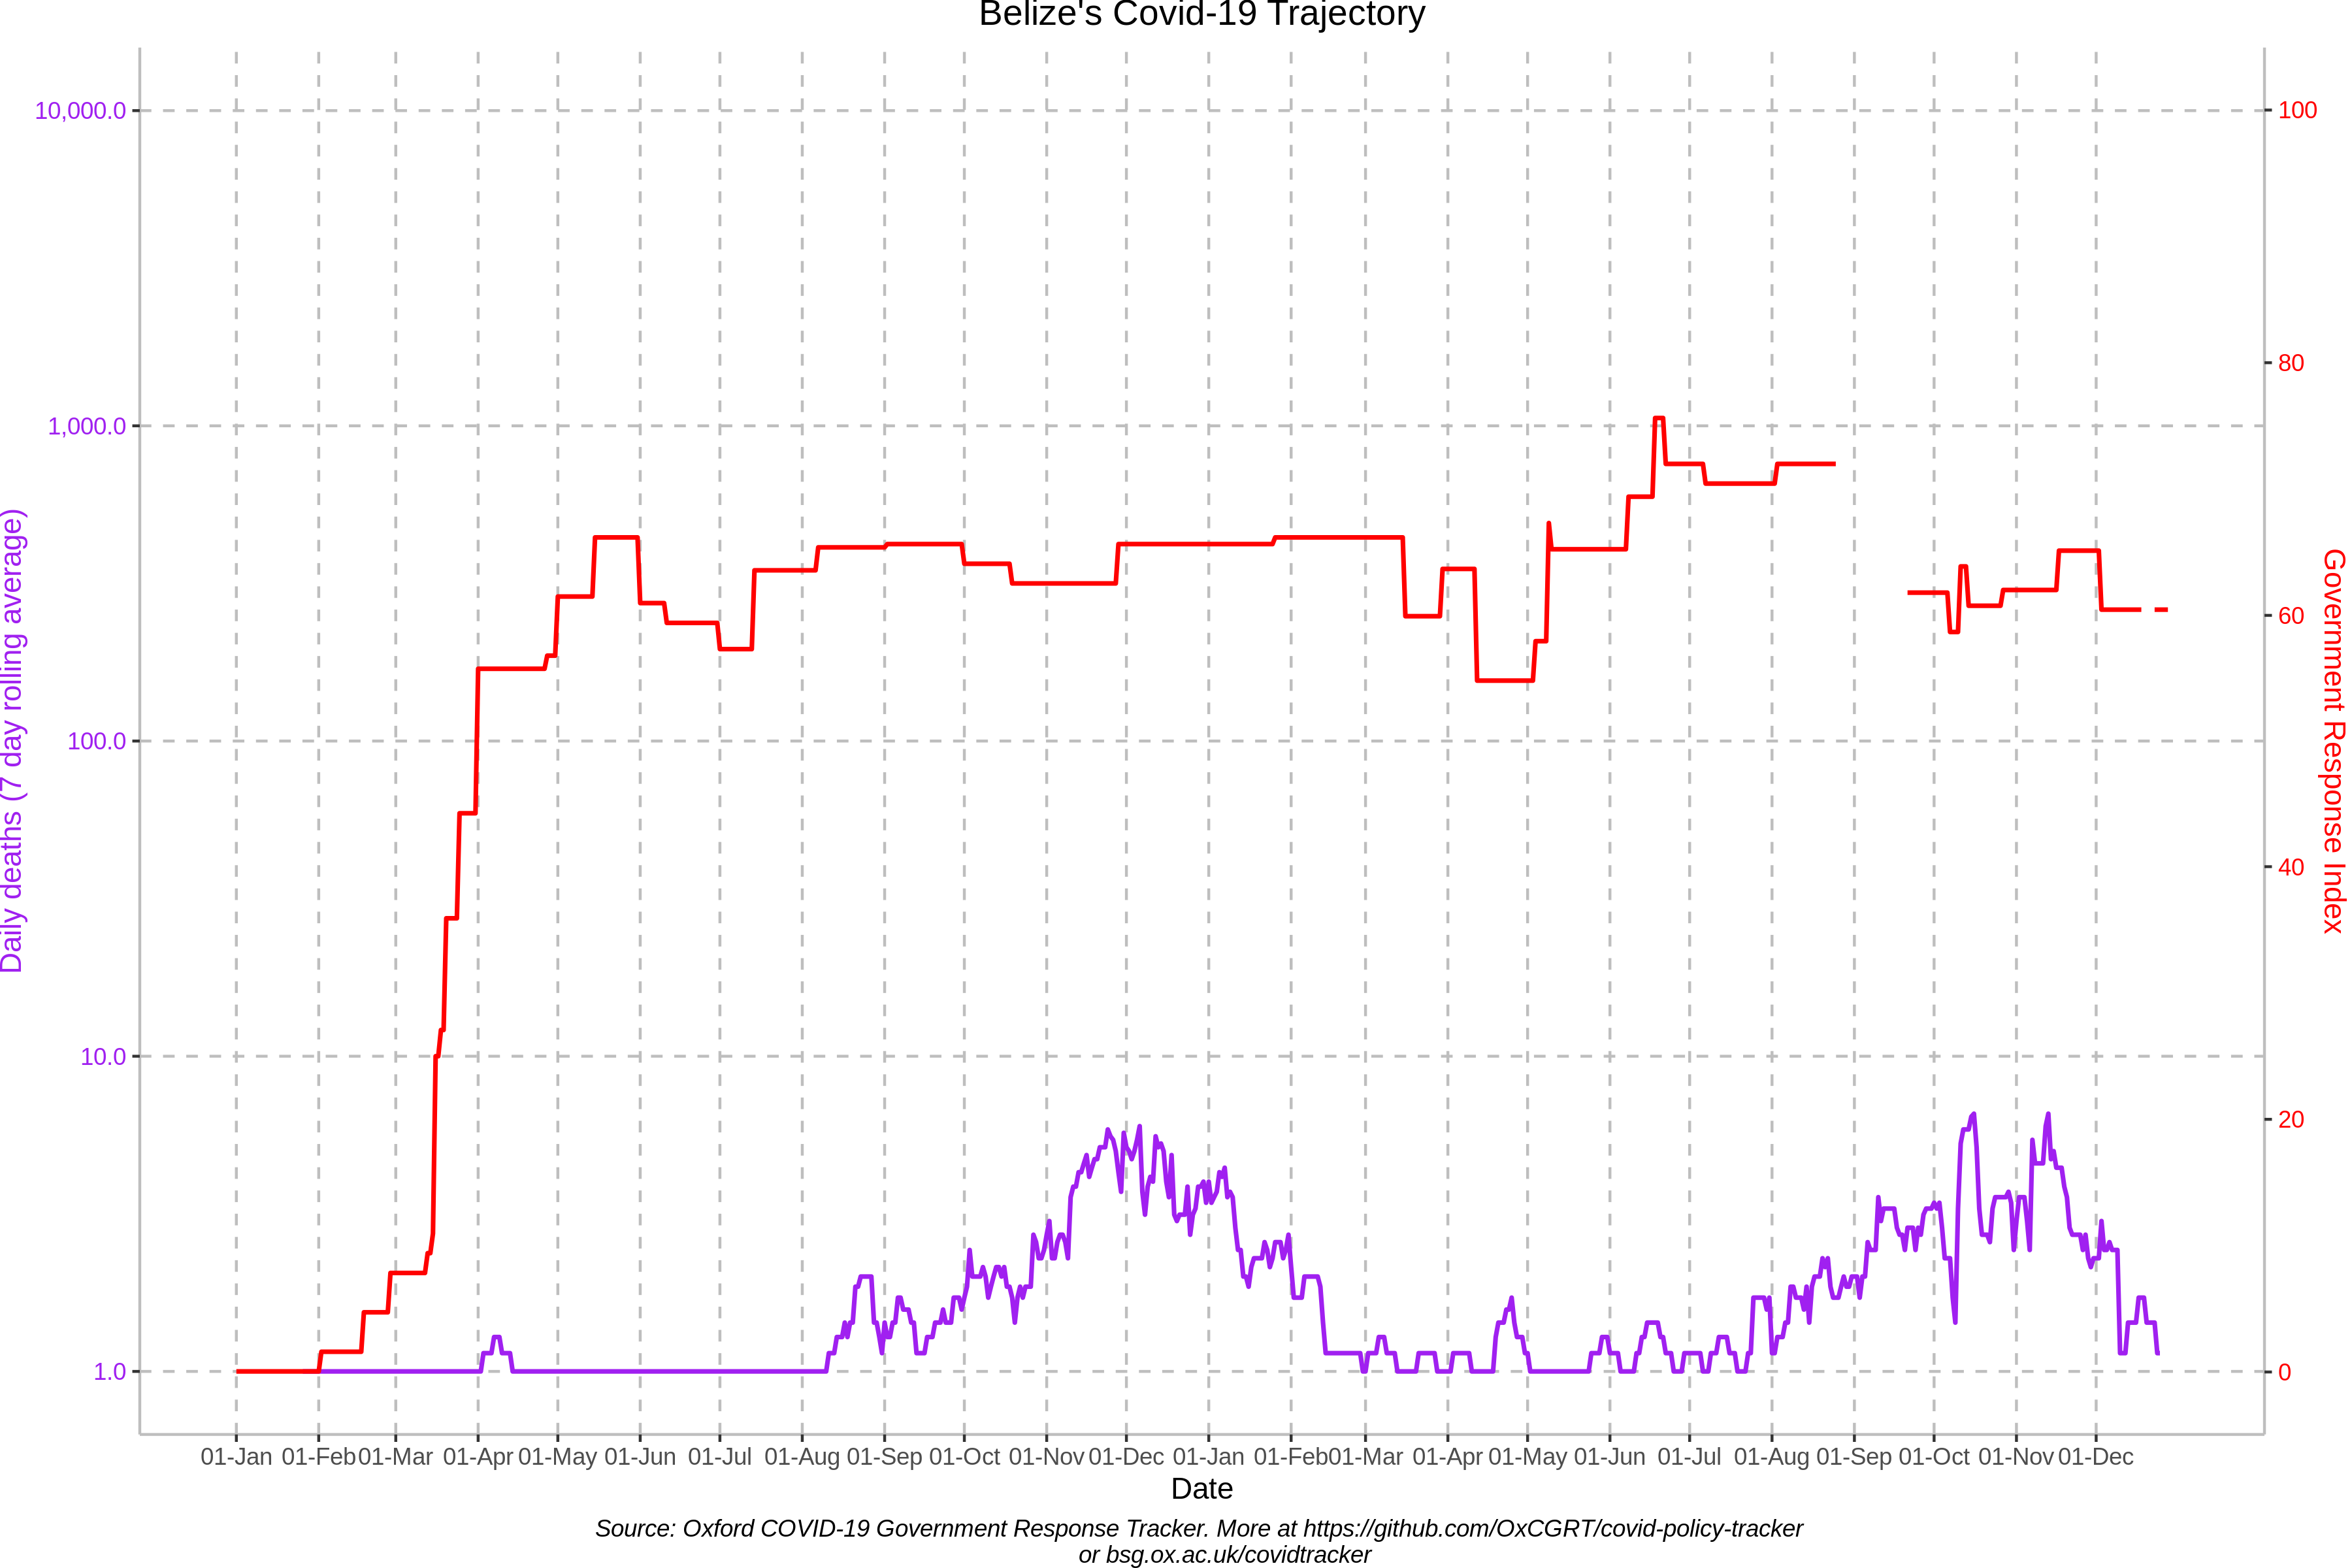 Belize's Covid-19 Trajectory
10,000.0
1,000.0
100.0
10.0
1.0
Daily deaths (7 day rolling average)
100
80
60
40
20
0
Government Response Index
01-Jan 01-Feb 01-Mar 01-Apr 01-May 01-Jun 01-Jul 01-Aug 01-Sep 01-Oct 01-Nov 01-Dec 01-Jan 01-Feb 01-Mar 01-Apr 01-May 01-Jun 01-Jul 01-Aug 01-Sep 01-Oct 01-Nov 01-Dec
Date
Source: Oxford COVID-19 Government Response Tracker. More at https://github.com/OxCGRT/covid-policy-tracker
or bsg.ox.ac.uk/covidtracker